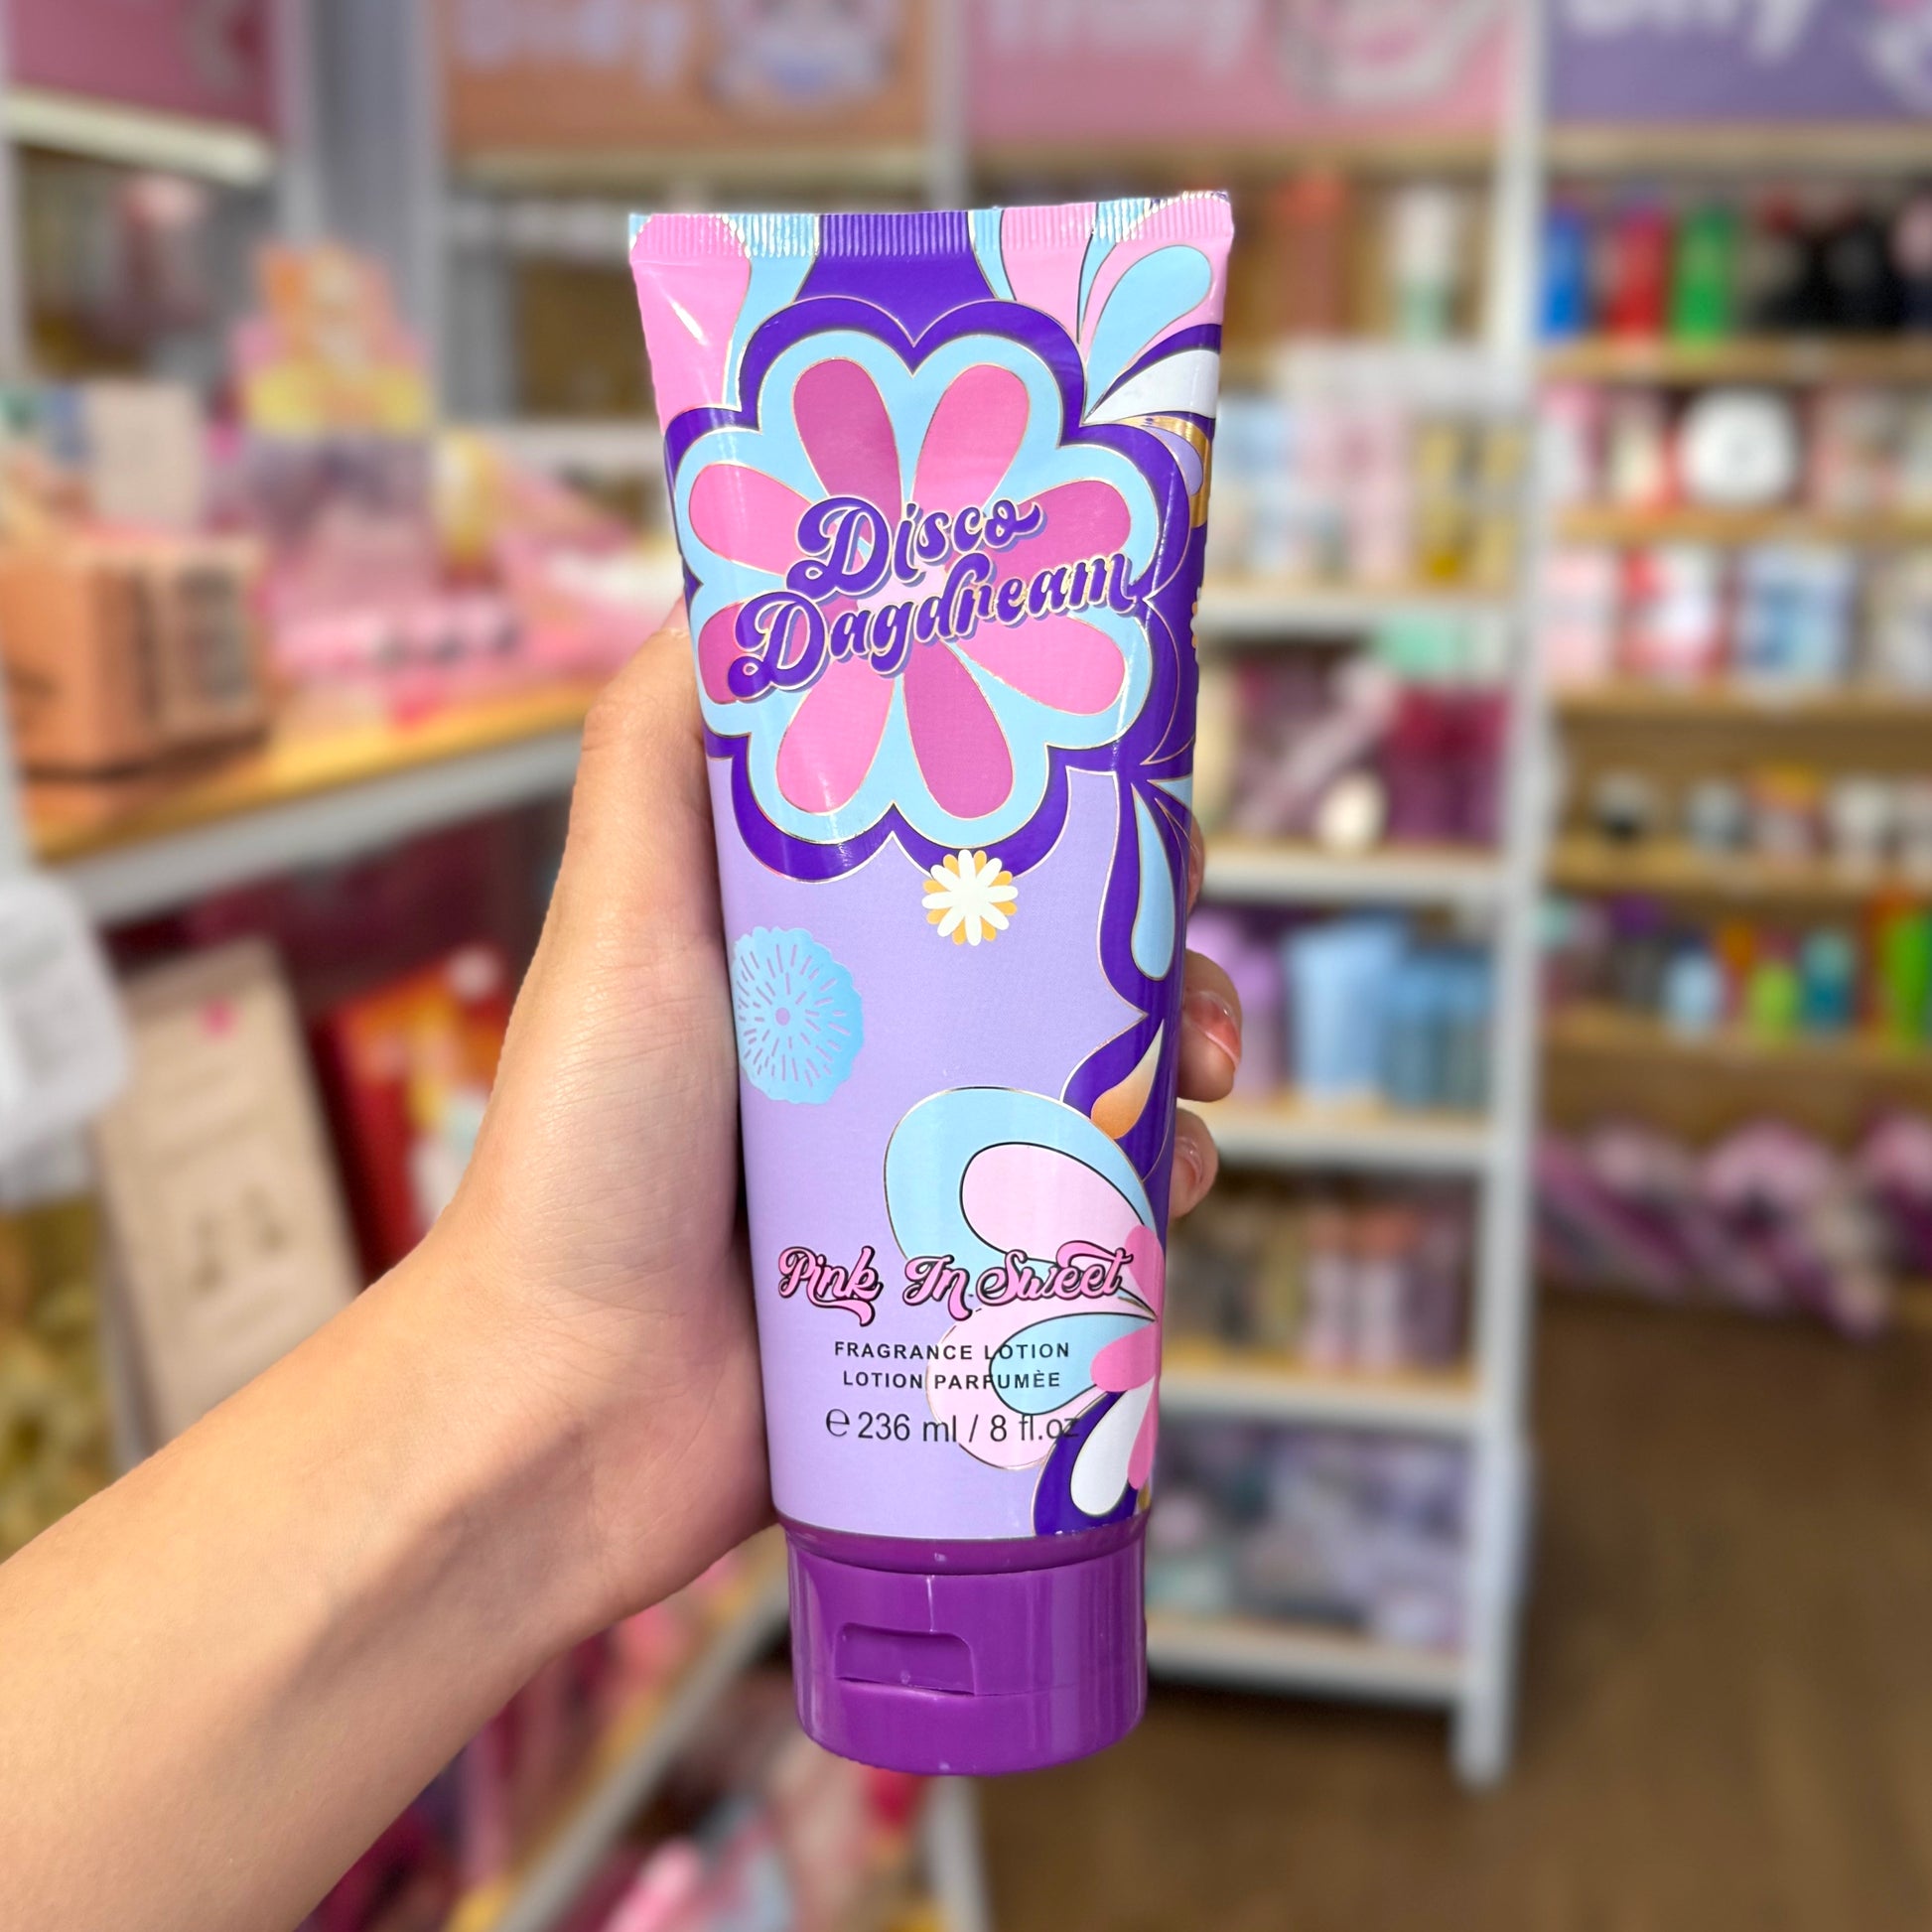 Disco
Daydream
Pink In Sweet
FRAGRANCE LOTION
LOTION PARFUMÈE
℮ 236 ml / 8 fl.oz